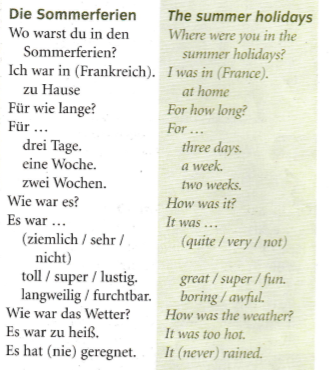 Die Sommerferien
Wo warst du in den
Sommerferien?
Ich war in (Frankreich).
zu Hause
Für wie lange?
Für …
drei Tage.
eine Woche.
zwei Wochen.
Wie war es?
Es war …
(ziemlich / sehr /
nicht)
toll / super / lustig.
langweilig / furchtbar.
Wie war das Wetter?
Es war zu heiß.
Es hat (nie) geregnet.
The summer holidays
Where were you in the
summer holidays?
I was in (France).
at home
For how long?
For …
three days.
a week.
two weeks.
How was it?
It was …
(quite / very / not)
great / super / fun.
boring / awful.
How was the weather?
It was too hot.
It (never) rained.